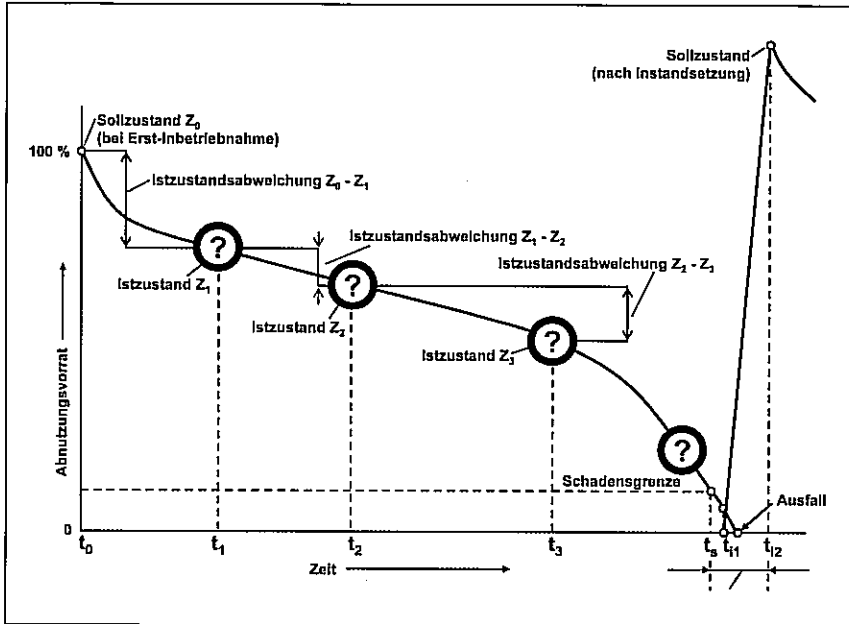 Sollzustand
(nach Instandsetzung)
Sollzustand Z₀
(bei Erst-Inbetriebnahme)
100 %
Istzustandsabweichung Z₀ - Z₁
?
Istzustandsabweichung Z₁ - Z₂
Istzustandsabweichung Z₂ - Z₃
Istzustand Z₁
?
Istzustand Z₂
?
Istzustand Z₃
Abnutzungsvorrat
?
Schadensgrenze
Ausfall
0
t₀
t₁
t₂
t₃
tₛ
tᵢ₁
tᵢ₂
Zeit